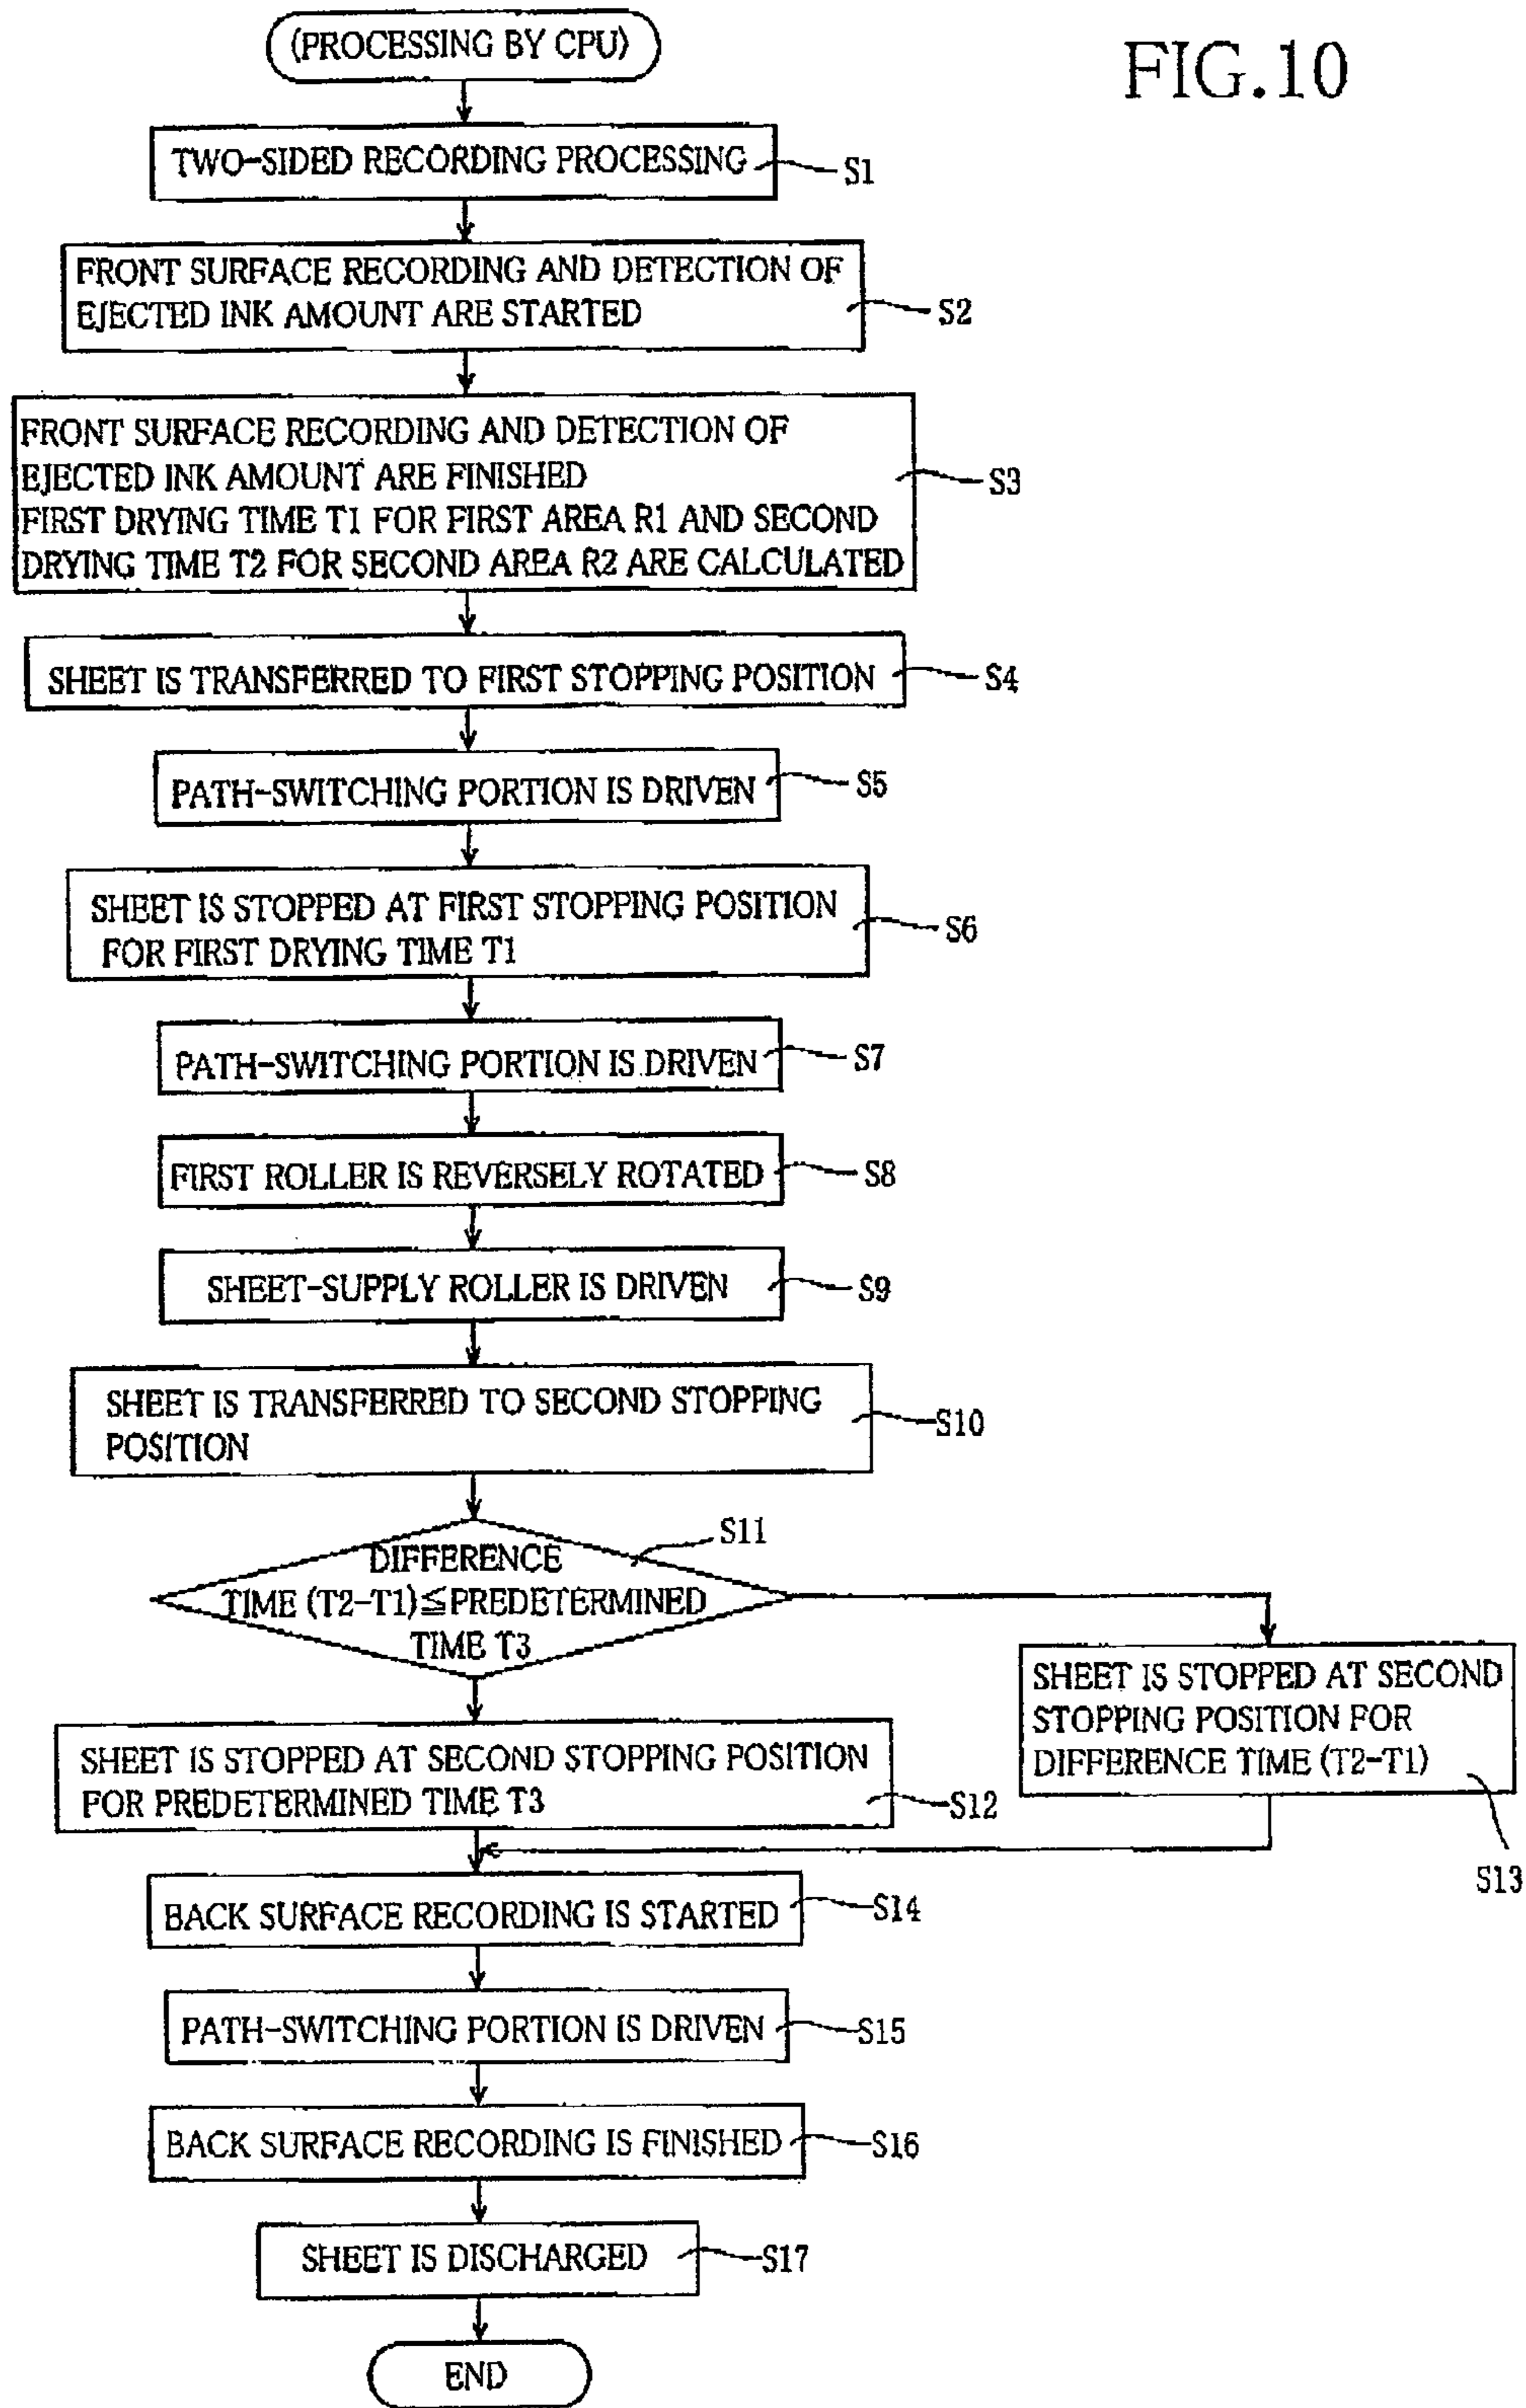 FIG.10
(PROCESSING BY CPU)
TWO-SIDED RECORDING PROCESSING
S1
FRONT SURFACE RECORDING AND DETECTION OF
EJECTED INK AMOUNT ARE STARTED
S2
FRONT SURFACE RECORDING AND DETECTION OF
EJECTED INK AMOUNT ARE FINISHED
FIRST DRYING TIME T1 FOR FIRST AREA R1 AND SECOND
DRYING TIME T2 FOR SECOND AREA R2 ARE CALCULATED
S3
SHEET IS TRANSFERRED TO FIRST STOPPING POSITION
S4
PATH-SWITCHING PORTION IS DRIVEN
S5
SHEET IS STOPPED AT FIRST STOPPING POSITION
FOR FIRST DRYING TIME T1
S6
PATH-SWITCHING PORTION IS DRIVEN
S7
FIRST ROLLER IS REVERSELY ROTATED
S8
SHEET-SUPPLY ROLLER IS DRIVEN
S9
SHEET IS TRANSFERRED TO SECOND STOPPING
POSITION
S10
S11
DIFFERENCE
TIME (T2-T1)≦PREDETERMINED
TIME T3
SHEET IS STOPPED AT SECOND STOPPING POSITION
FOR PREDETERMINED TIME T3
S12
SHEET IS STOPPED AT SECOND
STOPPING POSITION FOR
DIFFERENCE TIME (T2-T1)
S13
BACK SURFACE RECORDING IS STARTED
S14
PATH-SWITCHING PORTION IS DRIVEN
S15
BACK SURFACE RECORDING IS FINISHED
S16
SHEET IS DISCHARGED
S17
END